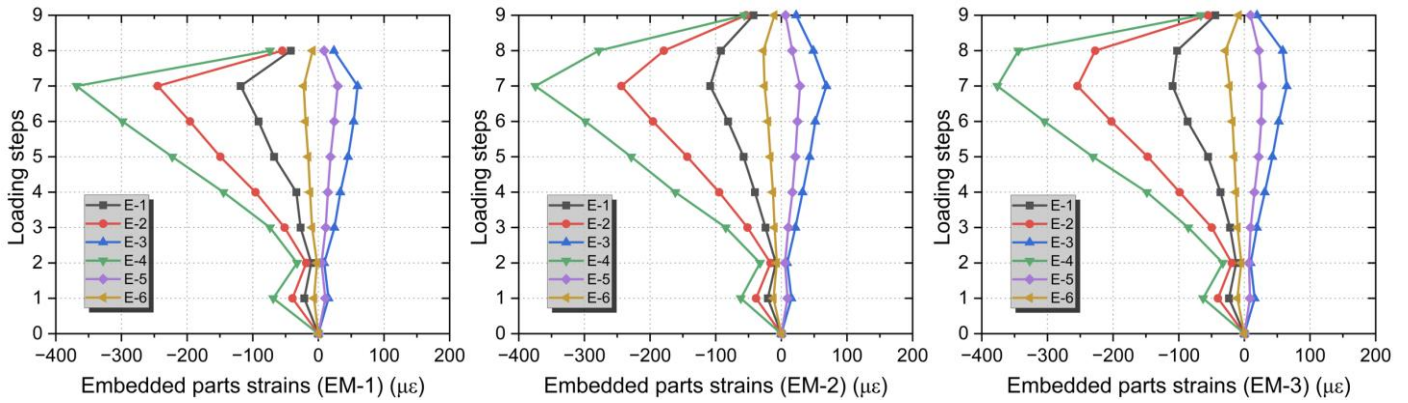 Loading steps
9
8
7
6
5
4
3
2
1
0
E-1
E-2
E-3
E-4
E-5
E-6
−400 −300 −200 −100 0 100 200
Embedded parts strains (EM-1) (με)
Loading steps
9
8
7
6
5
4
3
2
1
0
E-1
E-2
E-3
E-4
E-5
E-6
−400 −300 −200 −100 0 100 200
Embedded parts strains (EM-2) (με)
Loading steps
9
8
7
6
5
4
3
2
1
0
E-1
E-2
E-3
E-4
E-5
E-6
−400 −300 −200 −100 0 100 200
Embedded parts strains (EM-3) (με)